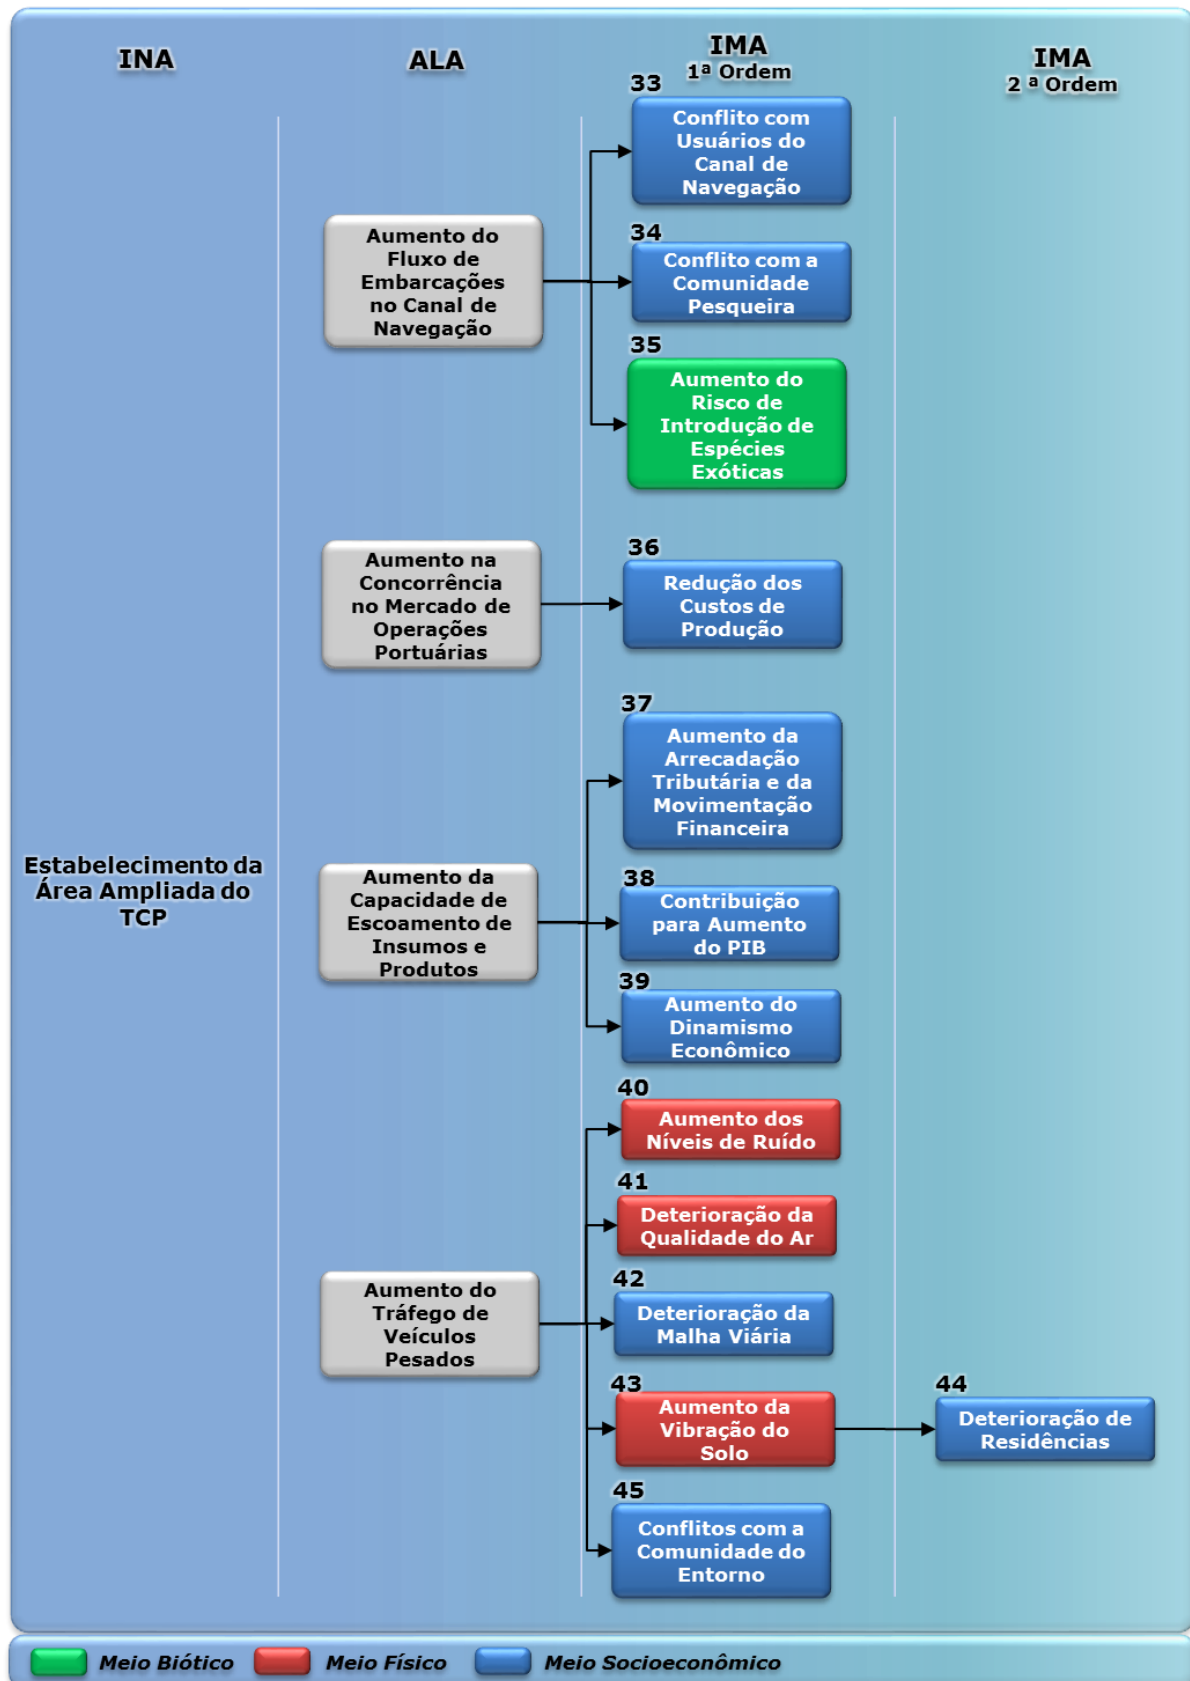 INA
ALA
IMA
1ª Ordem
IMA
2 ª Ordem
33
Conflito com
Usuários do
Canal de
Navegação
Aumento do
Fluxo de
Embarcações
no Canal de
Navegação
34
Conflito com a
Comunidade
Pesqueira
35
Aumento do
Risco de
Introdução de
Espécies
Exóticas
Aumento na
Concorrência
no Mercado de
Operações
Portuárias
36
Redução dos
Custos de
Produção
37
Aumento da
Arrecadação
Tributária e da
Movimentação
Financeira
Estabelecimento da
Área Ampliada do
TCP
Aumento da
Capacidade de
Escoamento de
Insumos e
Produtos
38
Contribuição
para Aumento
do PIB
39
Aumento do
Dinamismo
Econômico
40
Aumento dos
Níveis de Ruído
41
Deterioração da
Qualidade do Ar
Aumento do
Tráfego de
Veículos
Pesados
42
Deterioração da
Malha Viária
43
Aumento da
Vibração do
Solo
44
Deterioração de
Residências
45
Conflitos com a
Comunidade do
Entorno
Meio Biótico
Meio Físico
Meio Socioeconômico